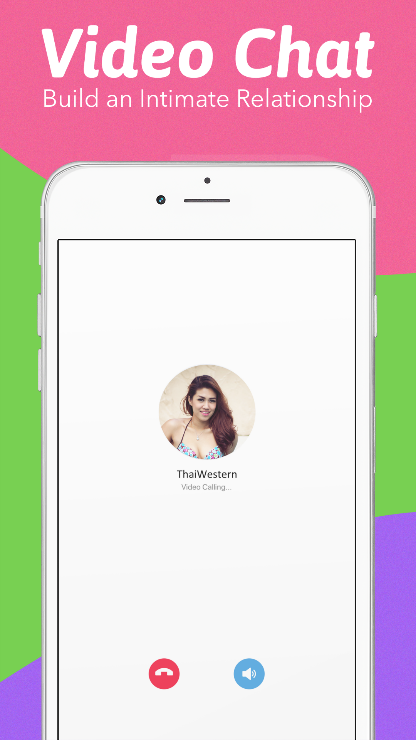 Video Chat
Build an Intimate Relationship
ThaiWestern
Video Calling...